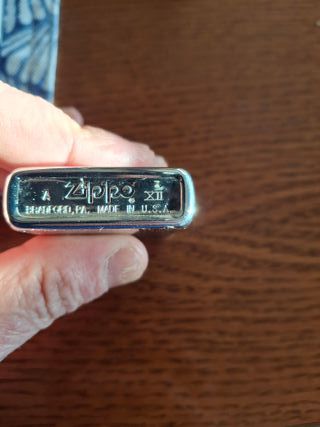 A Zippo XII
BRADFORD, PA. MADE IN U.S.A.